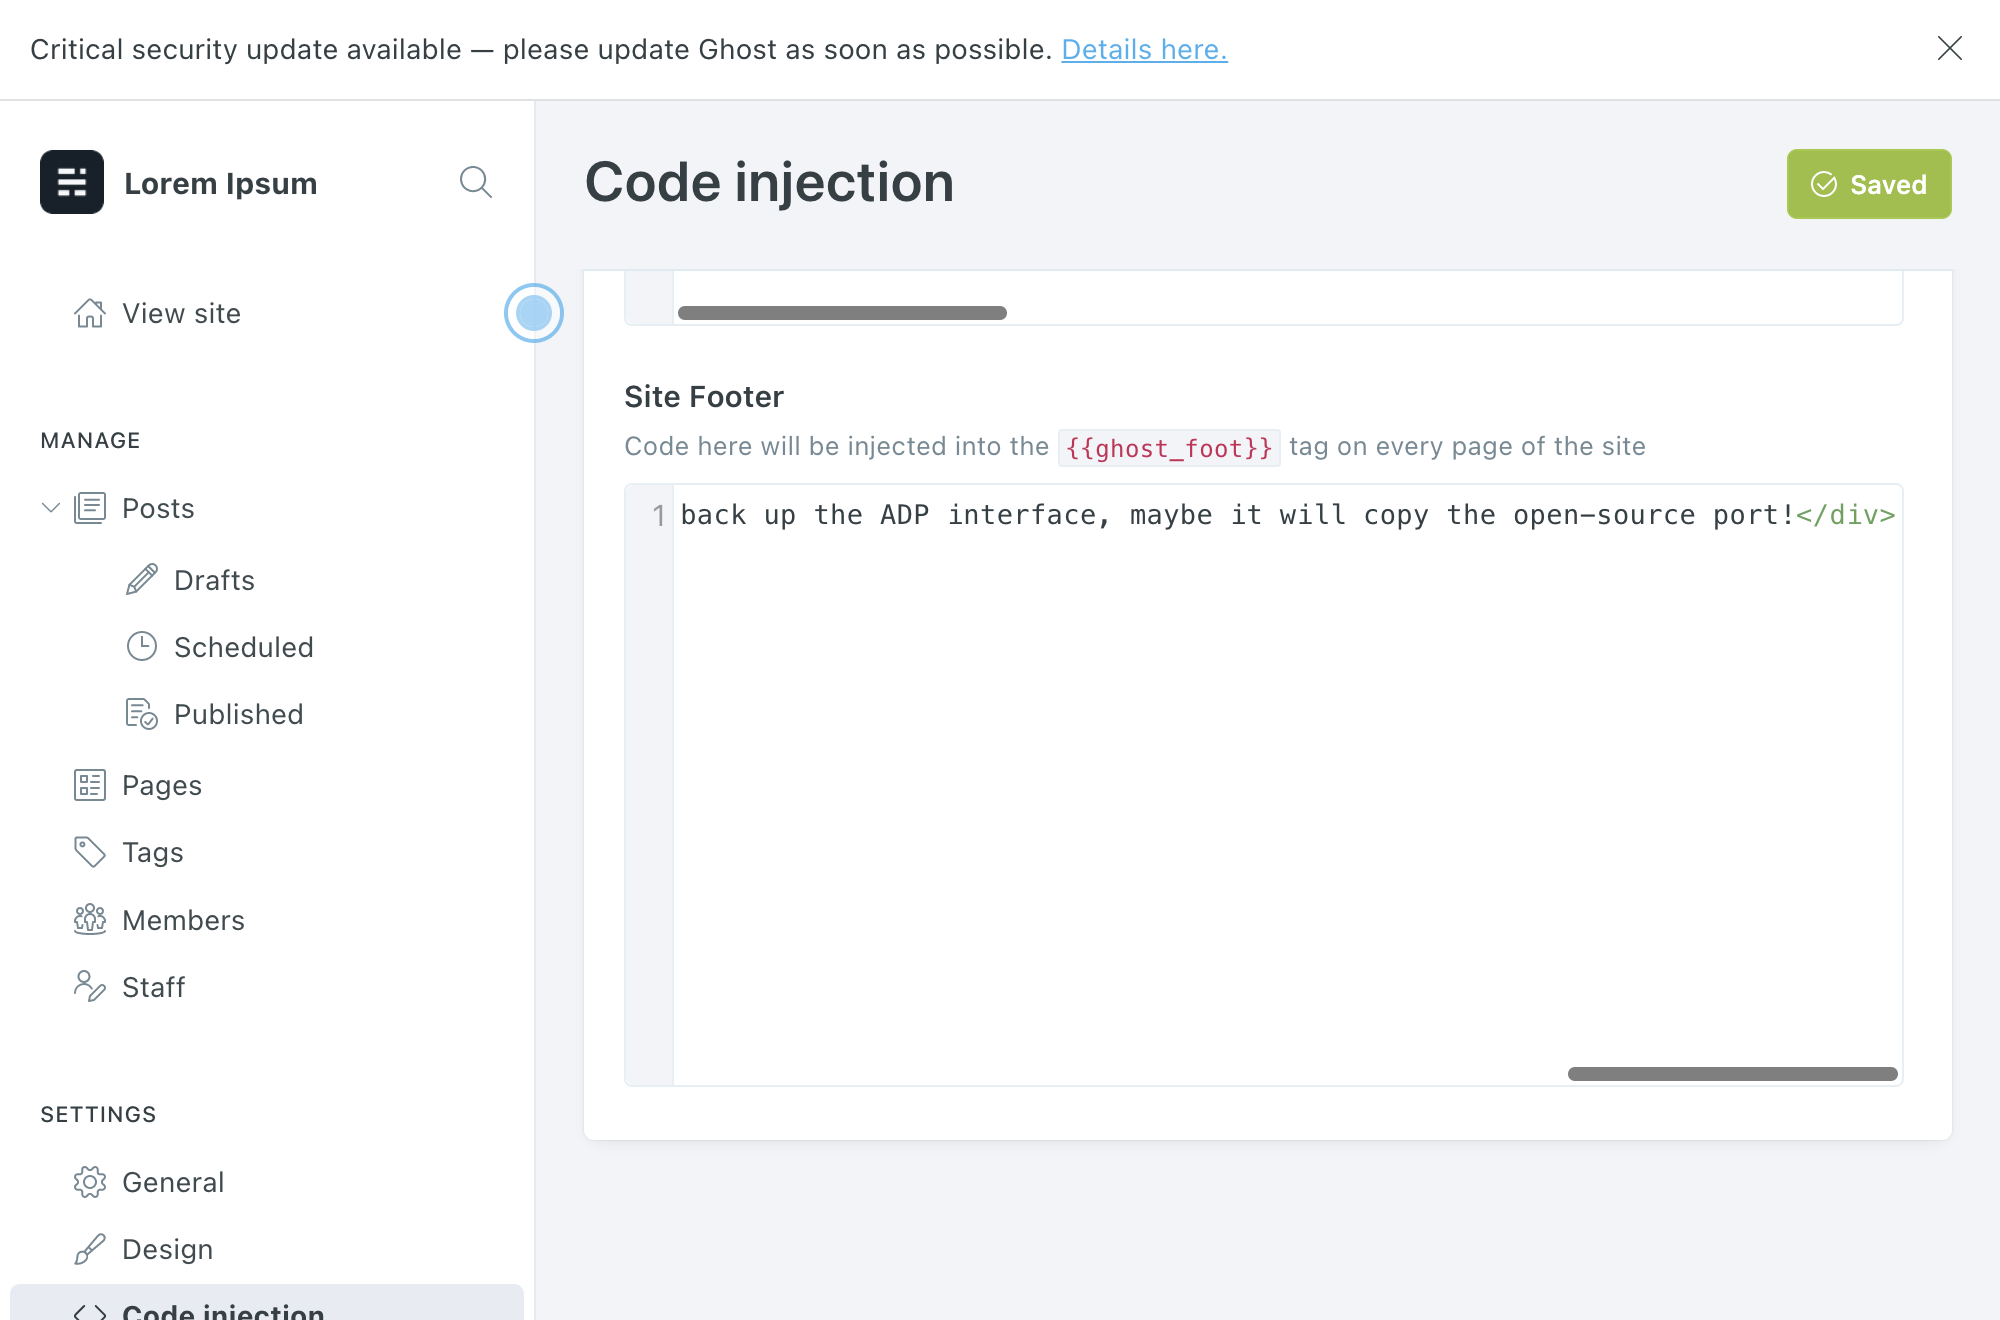 Critical security update available — please update Ghost as soon as possible. Details here.
Lorem Ipsum
View site
MANAGE
Posts
Drafts
Scheduled
Published
Pages
Tags
Members
Staff
SETTINGS
General
Design
Code injection
Code injection
Saved
Site Footer
Code here will be injected into the {{ghost_foot}} tag on every page of the site
1
back up the ADP interface, maybe it will copy the open-source port!</div>